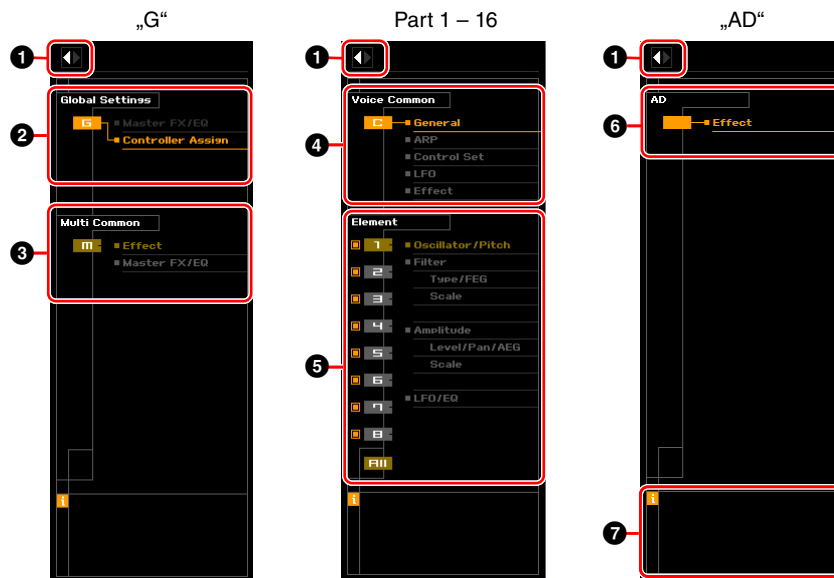 „G“
1
Global Settings
2
G
Master FX/EQ
Controller Assign
Multi Common
3
M
Effect
Master FX/EQ
i
Part 1 – 16
1
Voice Common
4
C
General
ARP
Control Set
LFO
Effect
Element
1
Oscillator/Pitch
2
Filter
Type/FEG
3
Scale
4
Amplitude
5
Level/Pan/AEG
5
Scale
6
7
LFO/EQ
8
All
i
„AD“
1
AD
6
Effect
i
7